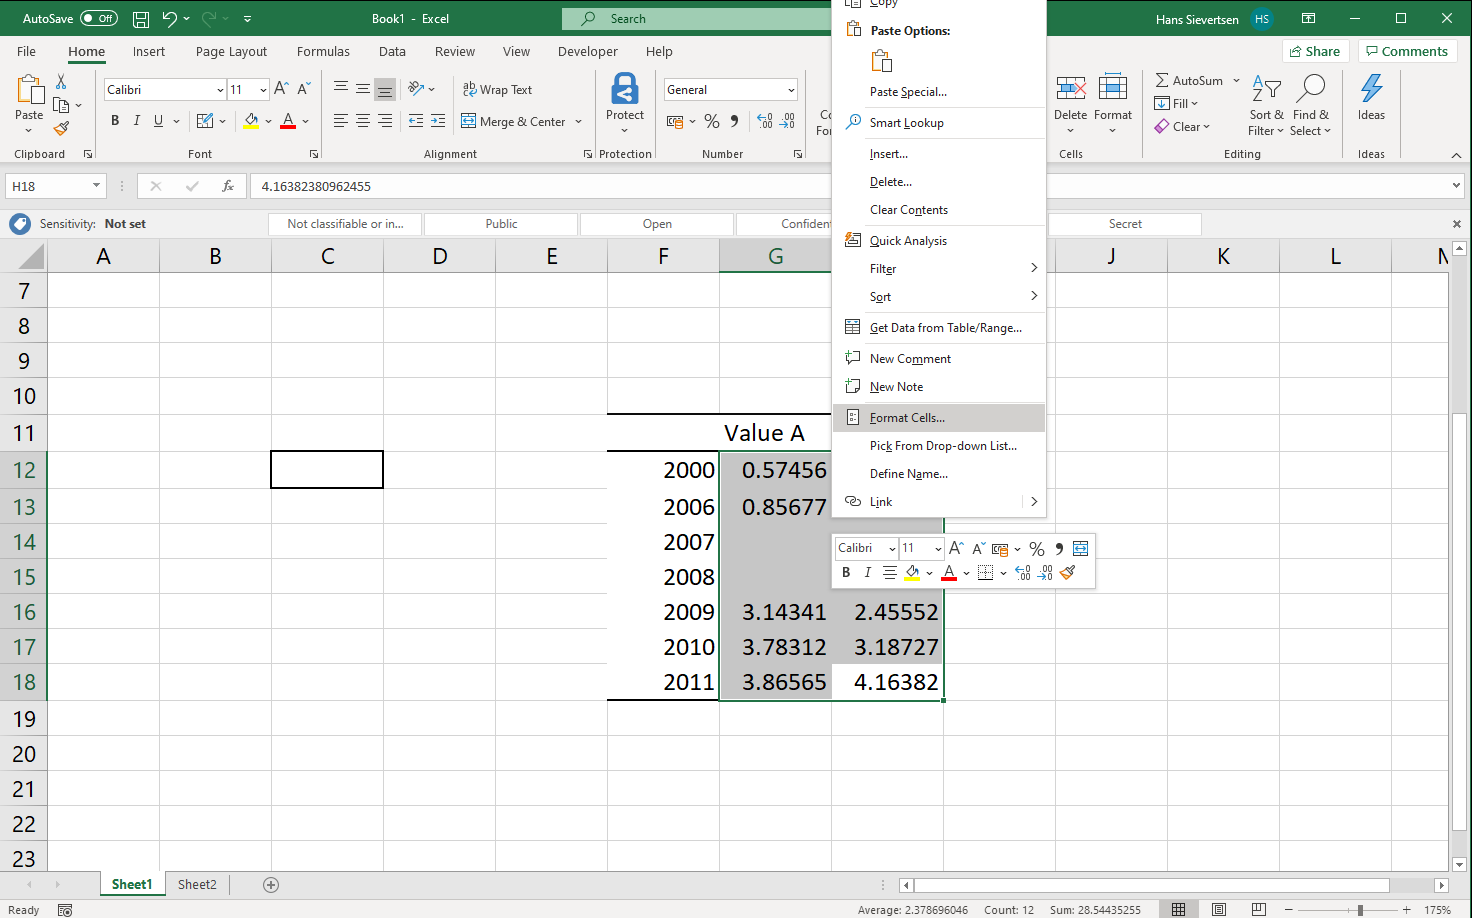 AutoSave Off Book1 - Excel Search Hans Sievertsen HS
File Home Insert Page Layout Formulas Data Review View Developer Help Share Comments
Copy
Paste Options:
Paste Special...
Smart Lookup
Insert...
Delete...
Clear Contents
Quick Analysis
Filter
Sort
Get Data from Table/Range...
New Comment
New Note
Format Cells...
Pick From Drop-down List...
Define Name...
Link
Paste
Clipboard
Calibri 11
B I U A
Font
ab Wrap Text
Merge & Center
Alignment
Protect
Protection
General
% .00
Number
Delete Format
Cells
AutoSum
Fill
Clear
Sort & Filter
Find & Select
Editing
Ideas
Ideas
H18 fx 4.16382380962455
Sensitivity: Not set Not classifiable or in... Public Open Confiden Secret
A B C D E F G J K L
7
8
9
10
11 Value A
12 2000 0.57456
13 2006 0.85677
14 2007
15 2008
16 2009 3.14341 2.45552
17 2010 3.78312 3.18727
18 2011 3.86565 4.16382
19
20
21
22
23
Calibri 11 A A %
B I A
Sheet1 Sheet2
Ready Average: 2.378696046 Count: 12 Sum: 28.54435255 175%